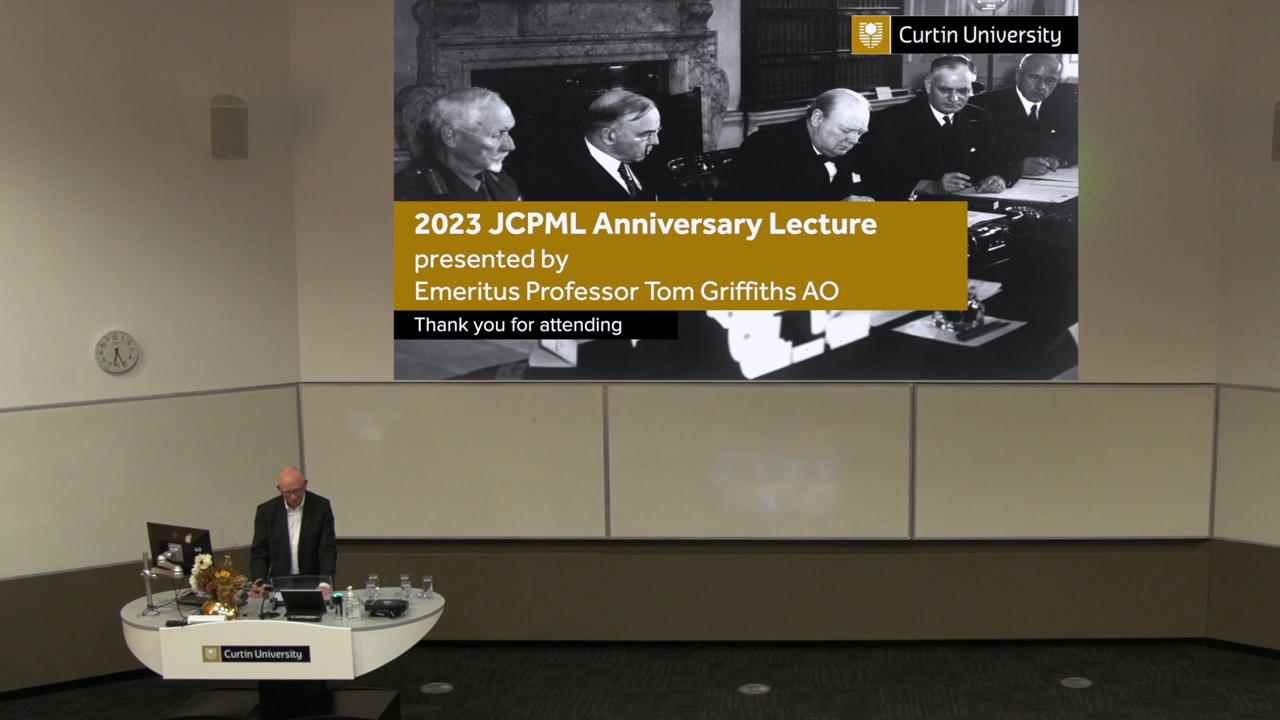 Curtin University
2023 JCPML Anniversary Lecture
presented by
Emeritus Professor Tom Griffiths AO
Thank you for attending
Curtin University